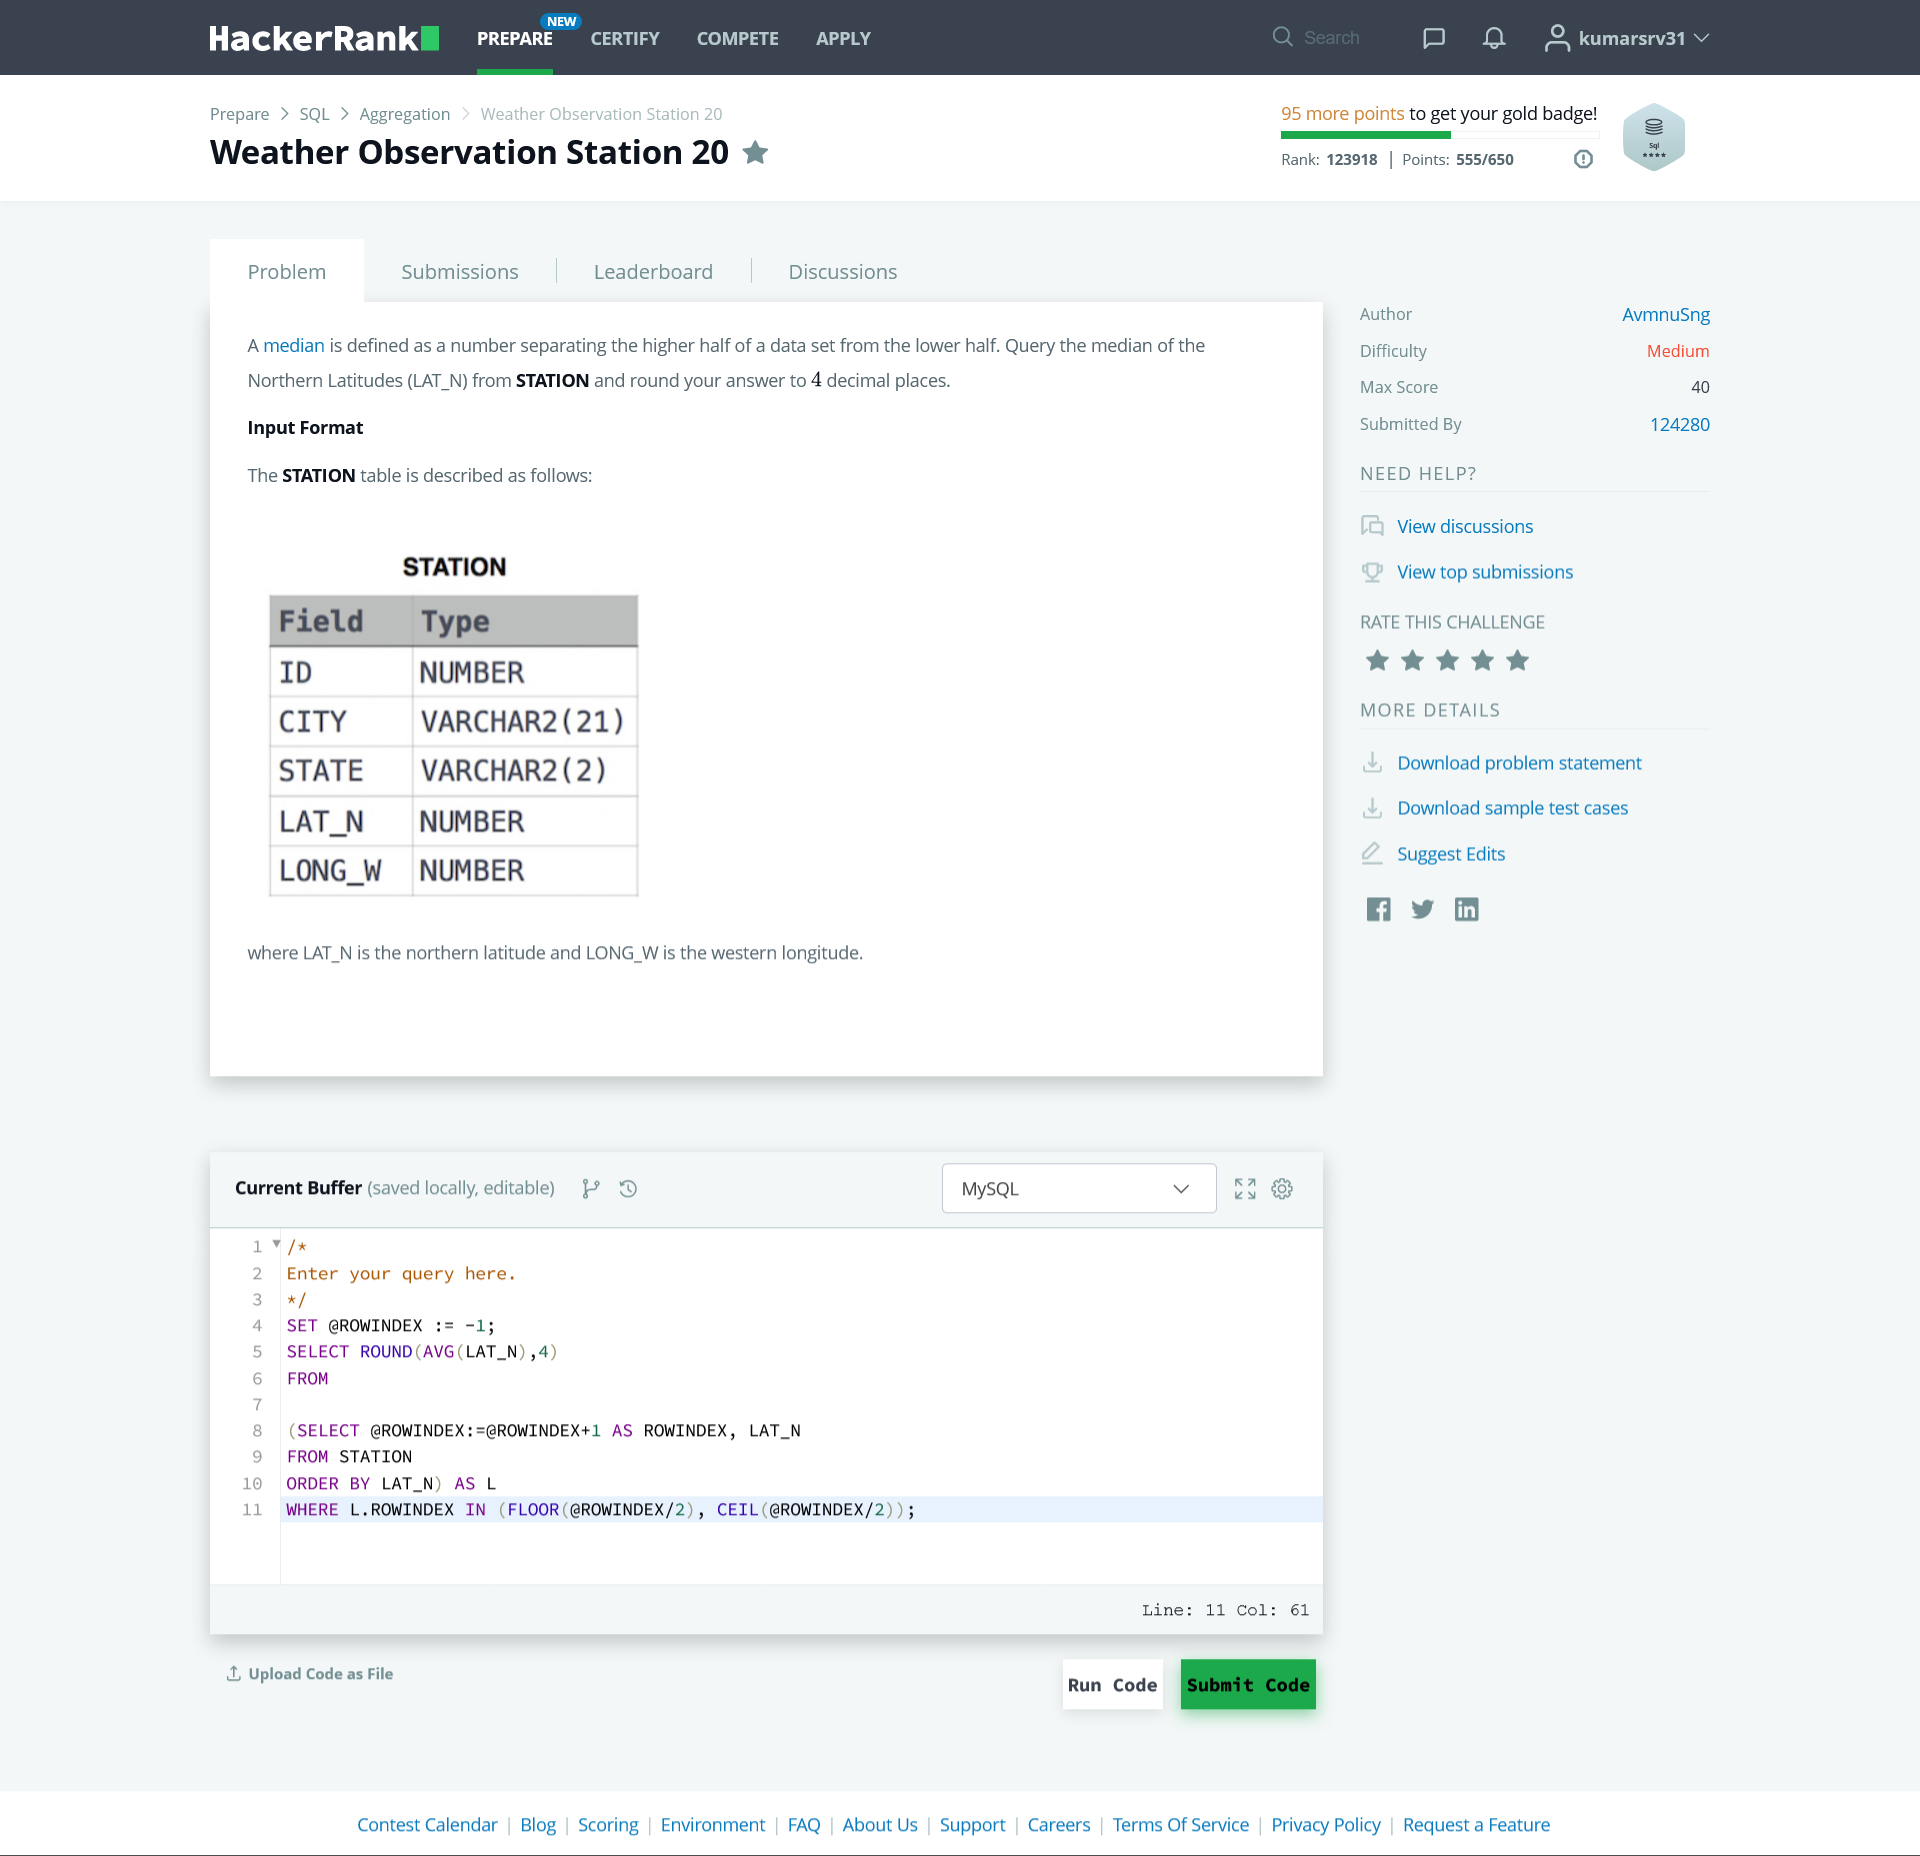 HackerRank
PREPARE
NEW
CERTIFY
COMPETE
APPLY
Search
kumarsrv31
Prepare > SQL > Aggregation > Weather Observation Station 20
Weather Observation Station 20
95 more points to get your gold badge!
Rank: 123918 | Points: 555/650
Sql
Problem
Submissions
Leaderboard
Discussions
A median is defined as a number separating the higher half of a data set from the lower half. Query the median of the
Northern Latitudes (LAT_N) from STATION and round your answer to 4 decimal places.
Input Format
The STATION table is described as follows:
STATION
Field Type
ID NUMBER
CITY VARCHAR2(21)
STATE VARCHAR2(2)
LAT_N NUMBER
LONG_W NUMBER
where LAT_N is the northern latitude and LONG_W is the western longitude.
Author AvmnuSng
Difficulty Medium
Max Score 40
Submitted By 124280
NEED HELP?
View discussions
View top submissions
RATE THIS CHALLENGE
MORE DETAILS
Download problem statement
Download sample test cases
Suggest Edits
Current Buffer (saved locally, editable)
MySQL
1 /*
2 Enter your query here.
3 */
4 SET @ROWINDEX := -1;
5 SELECT ROUND(AVG(LAT_N),4)
6 FROM
7
8 (SELECT @ROWINDEX:=@ROWINDEX+1 AS ROWINDEX, LAT_N
9 FROM STATION
10 ORDER BY LAT_N) AS L
11 WHERE L.ROWINDEX IN (FLOOR(@ROWINDEX/2), CEIL(@ROWINDEX/2));
Line: 11 Col: 61
Upload Code as File
Run Code
Submit Code
Contest Calendar | Blog | Scoring | Environment | FAQ | About Us | Support | Careers | Terms Of Service | Privacy Policy | Request a Feature